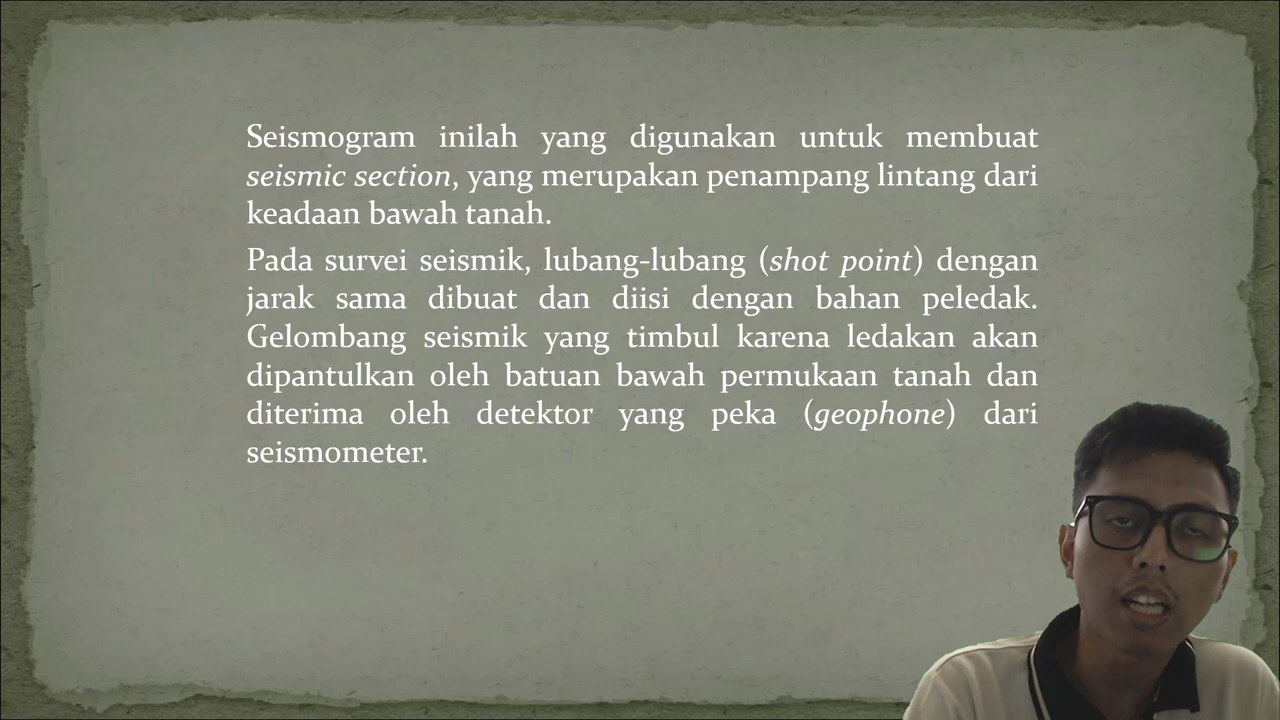 Seismogram inilah yang digunakan untuk membuat
seismic section, yang merupakan penampang lintang dari
keadaan bawah tanah.
Pada survei seismik, lubang-lubang (shot point) dengan
jarak sama dibuat dan diisi dengan bahan peledak.
Gelombang seismik yang timbul karena ledakan akan
dipantulkan oleh batuan bawah permukaan tanah dan
diterima oleh detektor yang peka (geophone) dari
seismometer.